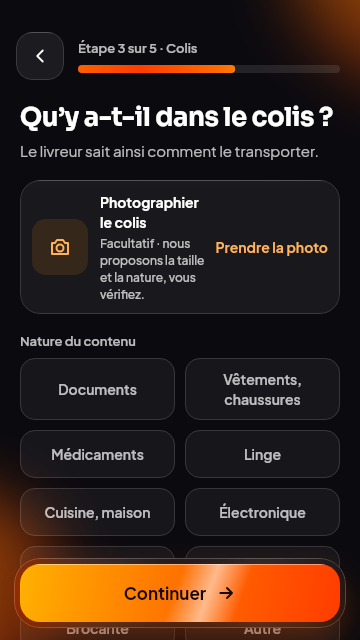 Étape 3 sur 5 · Colis
Qu’y a-t-il dans le colis ?
Le livreur sait ainsi comment le transporter.
Photographier
le colis
Facultatif · nous
proposons la taille
et la nature, vous
vérifiez.
Prendre la photo
Nature du contenu
Documents
Vêtements,
chaussures
Médicaments
Linge
Cuisine, maison
Électronique
Continuer →
Brocante
Autre